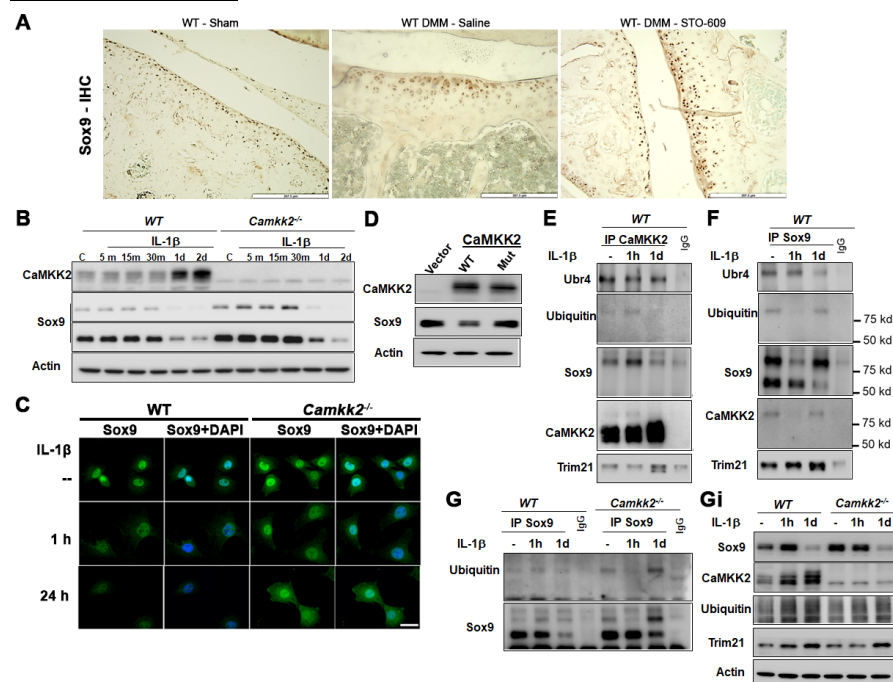 A
WT - Sham
WT DMM - Saline
WT- DMM - STO-609
Sox9 - IHC
B
WT
Camkk2-/-
IL-1β
IL-1β
C 5 m 15m 30m 1d 2d
C 5 m 15m 30m 1d 2d
CaMKK2
Sox9
Actin
C
WT
Camkk2-/-
Sox9
Sox9+DAPI
Sox9
Sox9+DAPI
IL-1β
--
1 h
24 h
D
CaMKK2
Vector
WT
Mut
CaMKK2
Sox9
Actin
E
WT
IP CaMKK2
IgG
IL-1β - 1h 1d
Ubr4
Ubiquitin
Sox9
CaMKK2
Trim21
F
WT
IP Sox9
IgG
IL-1β - 1h 1d
Ubr4
Ubiquitin
75 kd
Sox9
75 kd
50 kd
CaMKK2
75 kd
50 kd
Trim21
G
WT
Camkk2-/-
IP Sox9
IgG
IP Sox9
IgG
IL-1β - 1h 1d - 1h 1d
Ubiquitin
Sox9
Gi
WT
Camkk2-/-
IL-1β - 1h 1d - 1h 1d
Sox9
CaMKK2
Ubiquitin
Trim21
Actin